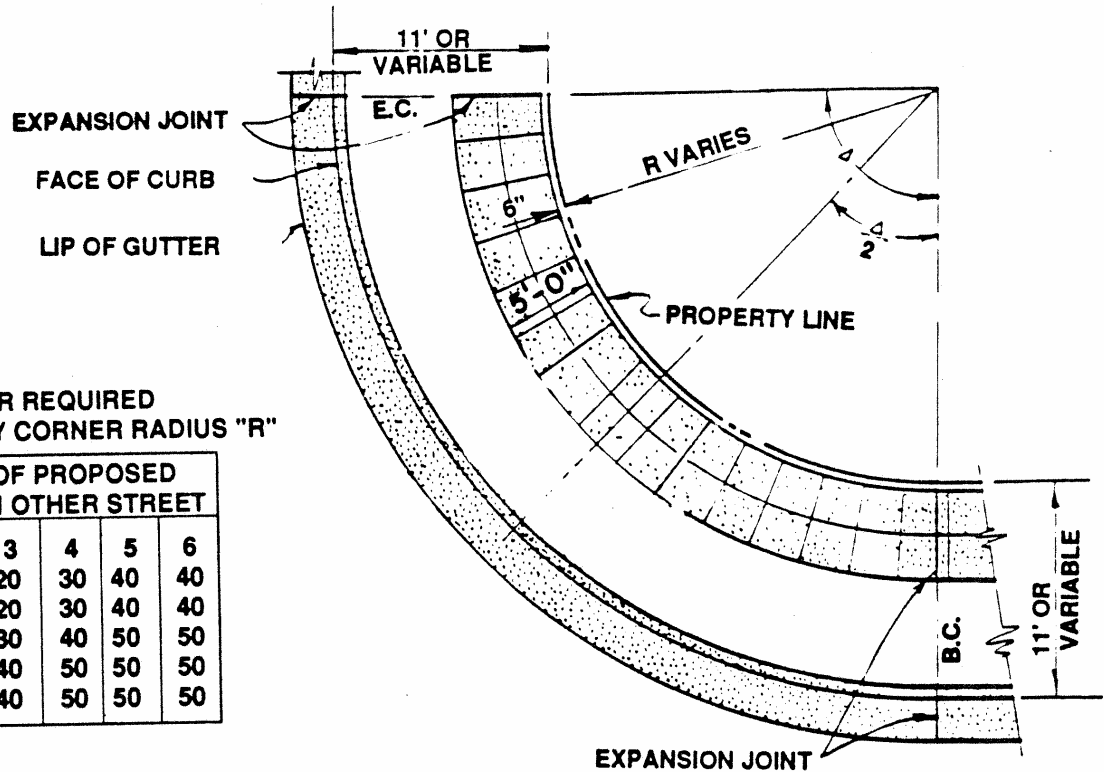 11' OR
VARIABLE
EXPANSION JOINT
E.C.
FACE OF CURB
LIP OF GUTTER
R VARIES
Δ
Δ
2
6"
5'-0"
PROPERTY LINE
R REQUIRED
CORNER RADIUS "R"
OF PROPOSED
OTHER STREET
3 4 5 6
20 30 40 40
20 30 40 40
30 40 50 50
40 50 50 50
40 50 50 50
B.C.
11' OR
VARIABLE
EXPANSION JOINT